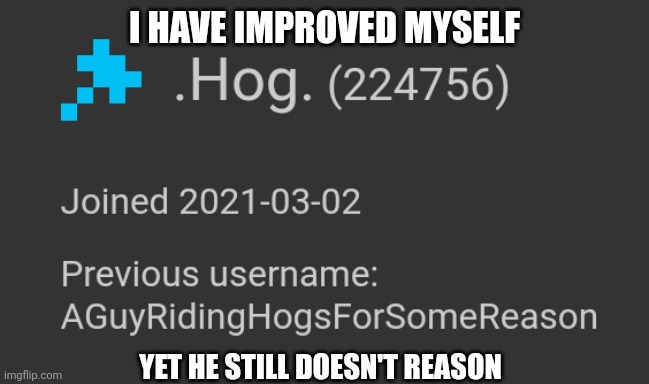 I HAVE IMPROVED MYSELF
.Hog. (224756)
Joined 2021-03-02
Previous username:
AGuyRidingHogsForSomeReason
YET HE STILL DOESN'T REASON
imgflip.com